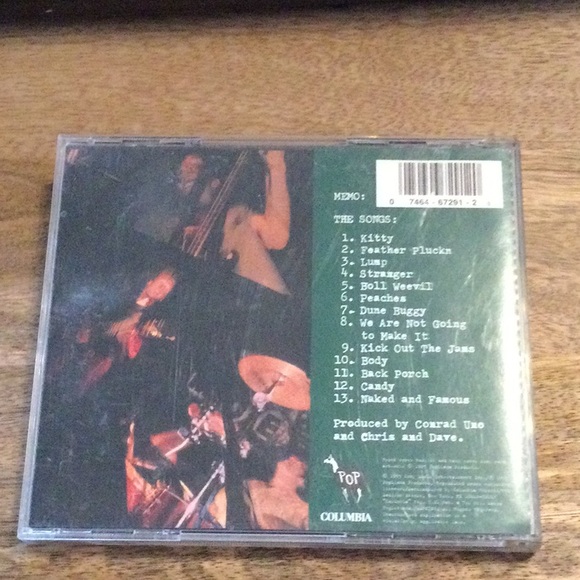 MEMO:
0 7464 67291-2
THE SONGS:
1. Kitty
2. Feather Pluckn
3. Lump
4. Stranger
5. Boll Weevil
6. Peaches
7. Dune Buggy
8. We Are Not Going
to Make It
9. Kick Out The Jams
10. Body
11. Back Porch
12. Candy
13. Naked and Famous
Produced by Conrad Uno
and Chris and Dave.
POP
COLUMBIA